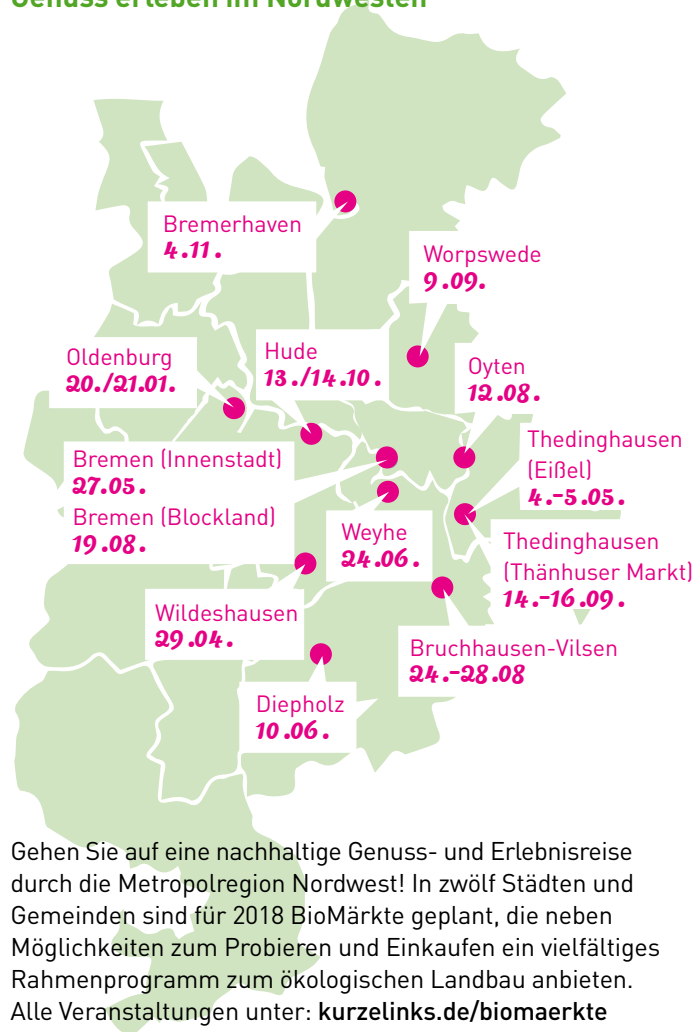 Genuss erleben im Nordwesten
Bremerhaven
4.11.
Worpswede
9.09.
Oldenburg
20./21.01.
Hude
13./14.10.
Oyten
12.08.
Thedinghausen
(Eißel)
4.-5.05.
Bremen (Innenstadt)
27.05.
Bremen (Blockland)
19.08.
Weyhe
24.06.
Thedinghausen
(Thänhuser Markt)
14.-16.09.
Wildeshausen
29.04.
Bruchhausen-Vilsen
24.-28.08
Diepholz
10.06.
Gehen Sie auf eine nachhaltige Genuss- und Erlebnisreise
durch die Metropolregion Nordwest! In zwölf Städten und
Gemeinden sind für 2018 BioMärkte geplant, die neben
Möglichkeiten zum Probieren und Einkaufen ein vielfältiges
Rahmenprogramm zum ökologischen Landbau anbieten.
Alle Veranstaltungen unter: kurzelinks.de/biomaerkte